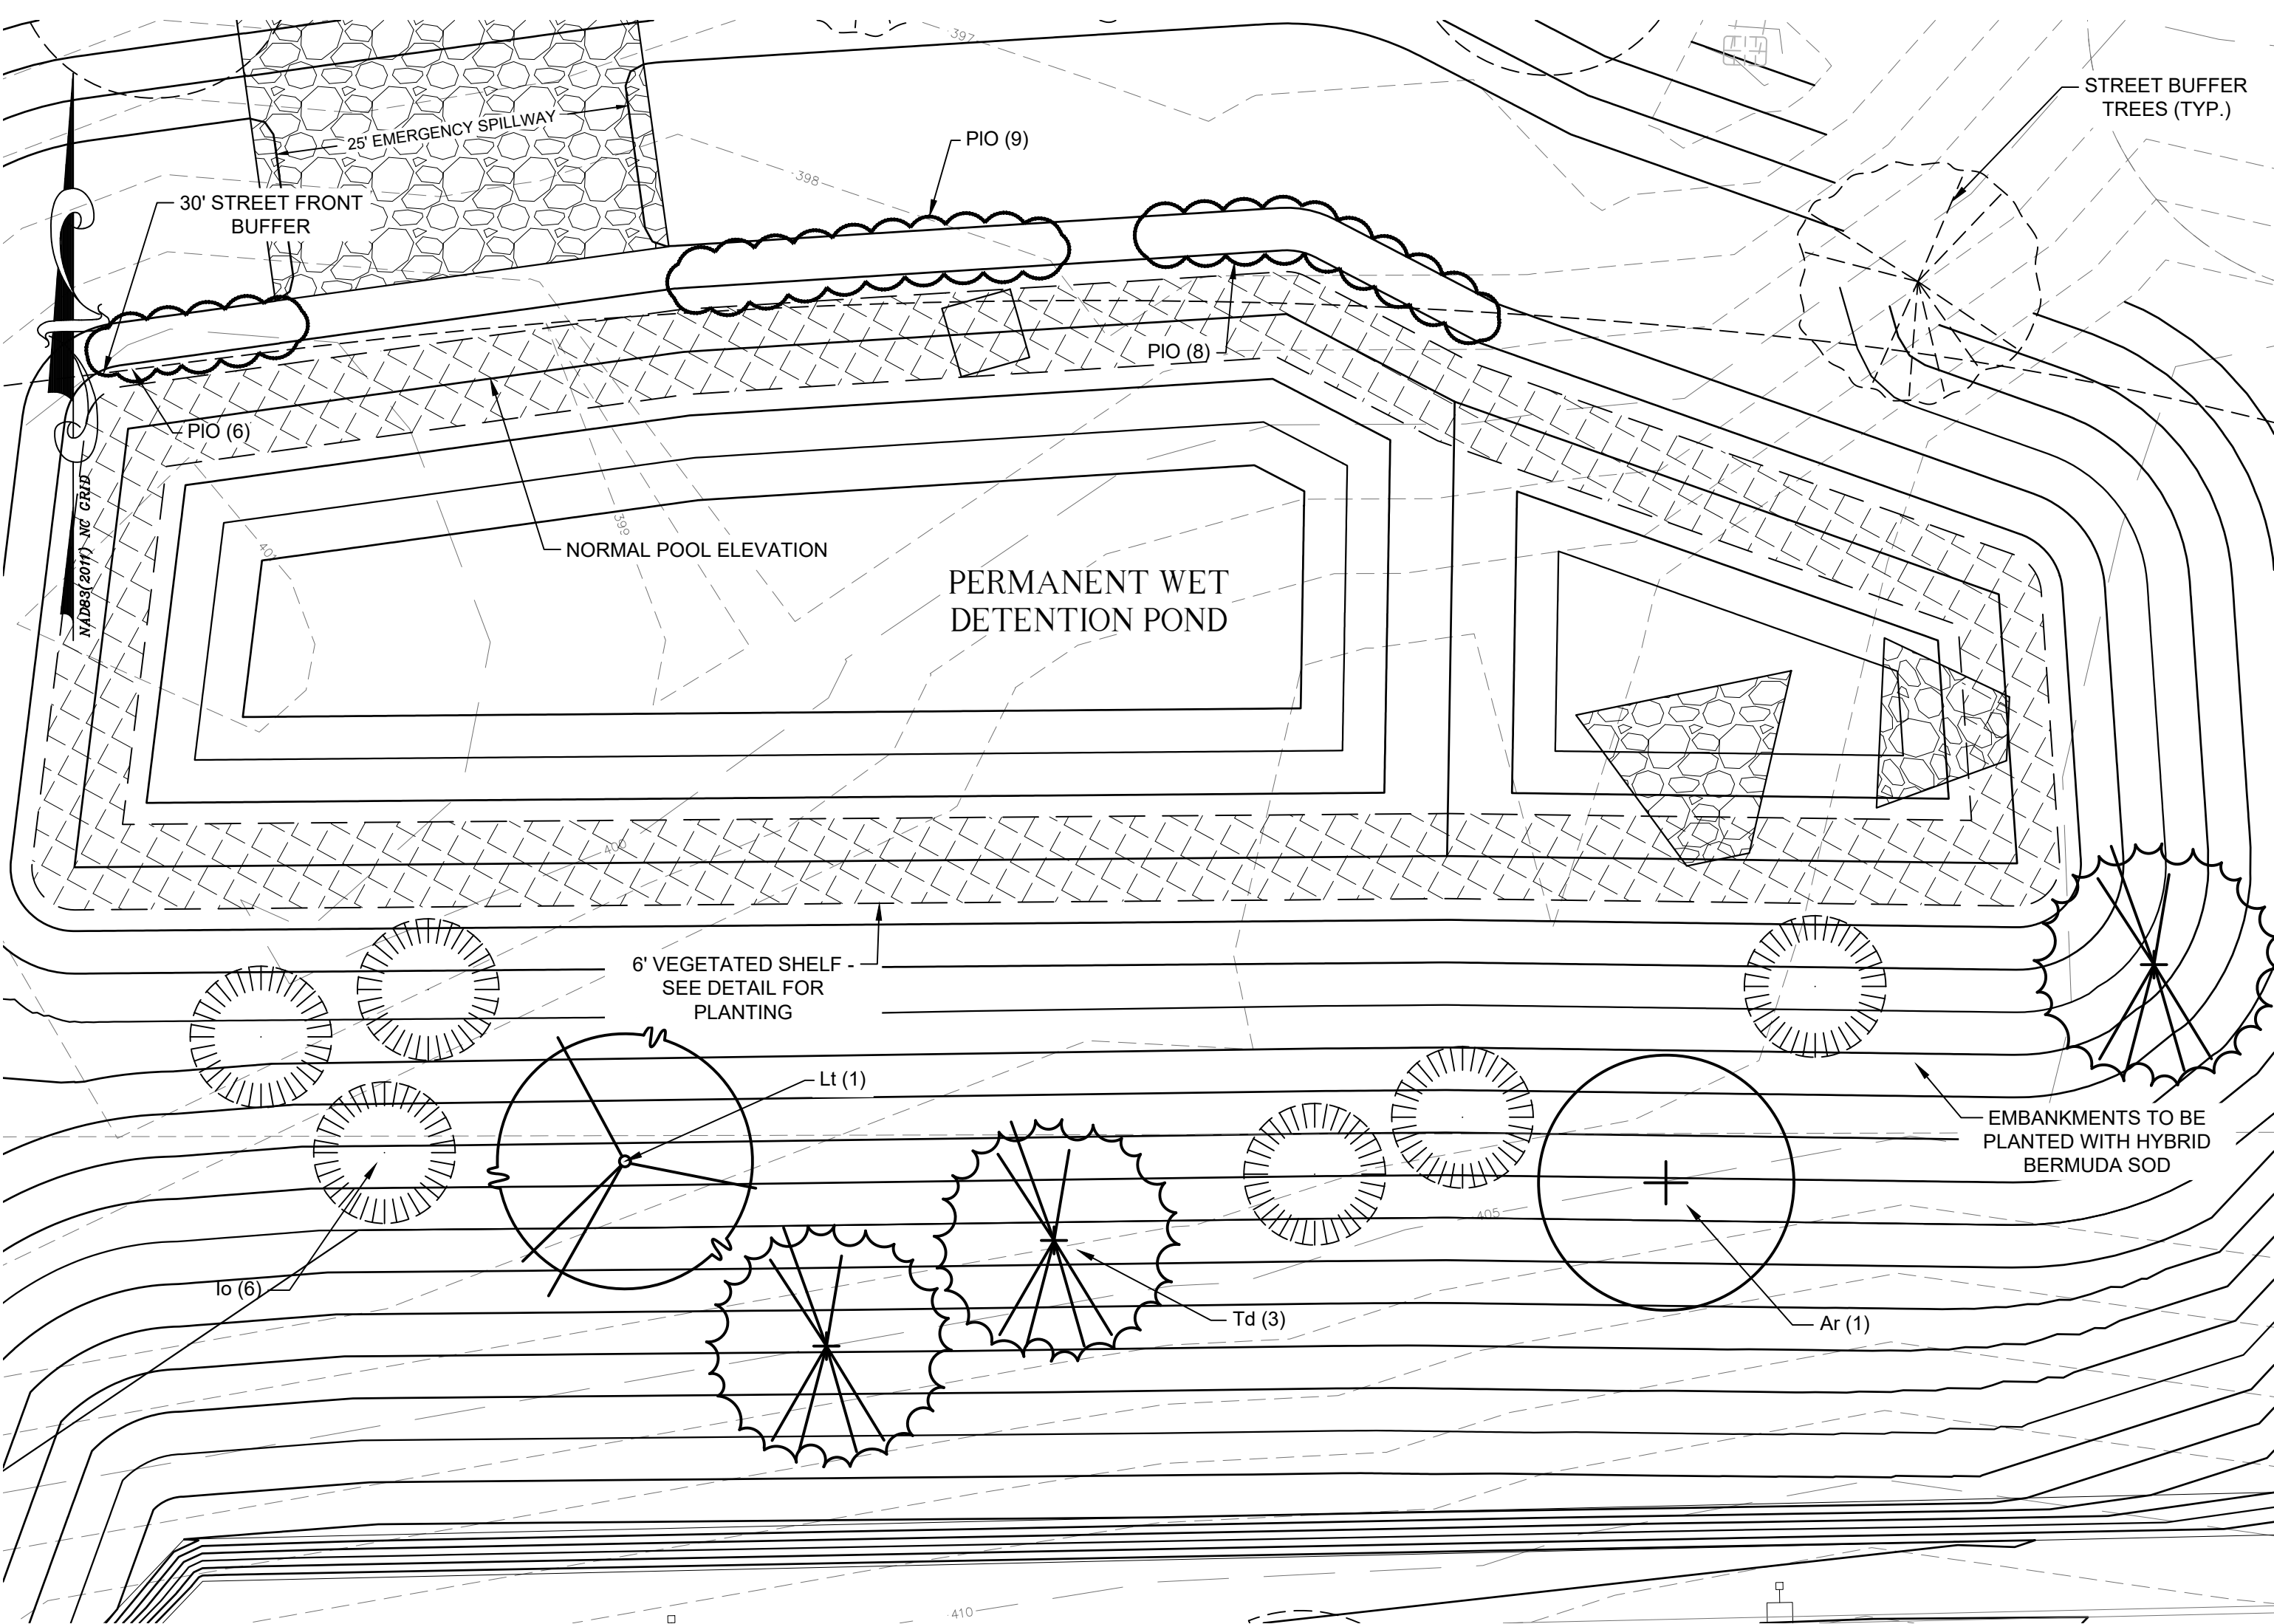 397
STREET BUFFER
TREES (TYP.)
25' EMERGENCY SPILLWAY
PIO (9)
398
30' STREET FRONT
BUFFER
PIO (8)
PIO (6)
NAD83(2011) NC GRID
399
401
NORMAL POOL ELEVATION
PERMANENT WET
DETENTION POND
400
6' VEGETATED SHELF -
SEE DETAIL FOR
PLANTING
Lt (1)
EMBANKMENTS TO BE
PLANTED WITH HYBRID
BERMUDA SOD
405
Io (6)
Td (3)
Ar (1)
410